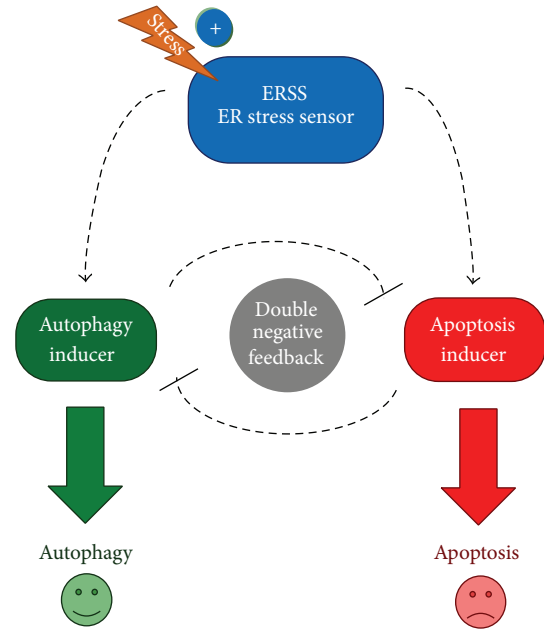 Stress
+
ERSS
ER stress sensor
Autophagy
inducer
Double
negative
feedback
Apoptosis
inducer
Autophagy
Apoptosis